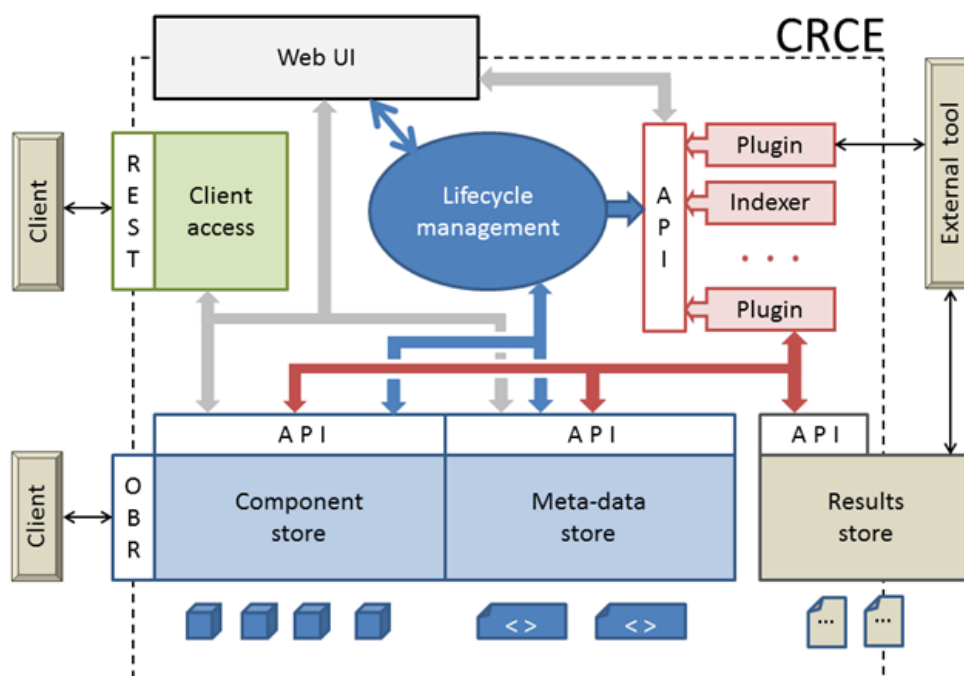 CRCE
Web UI
Client
R
E
S
T
Client
access
Lifecycle
management
A
P
I
Plugin
Indexer
. . .
Plugin
External tool
Client
O
B
R
A P I
A P I
A P I
Component
store
Meta-data
store
Results
store
< >
< >
...
...